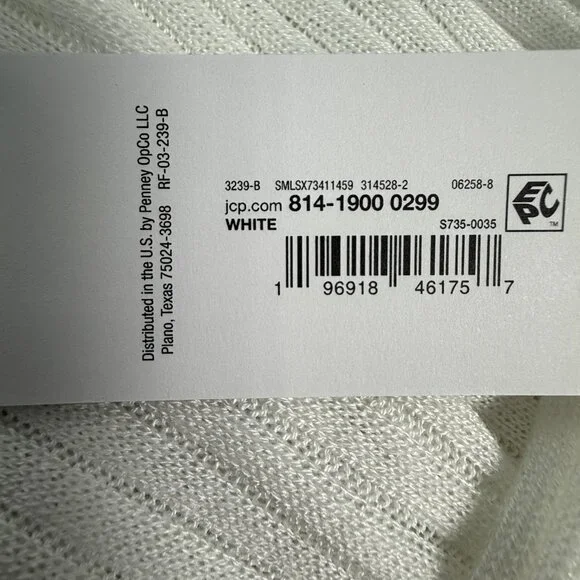 Distributed in the U.S. by Penney OpCo LLC
Plano, Texas 75024-3698 RF-03-239-B
3239-B SMLSX73411459 314528-2 06258-8
jcp.com 814-1900 0299
WHITE S735-0035
EPC
TM
1 96918 46175 7